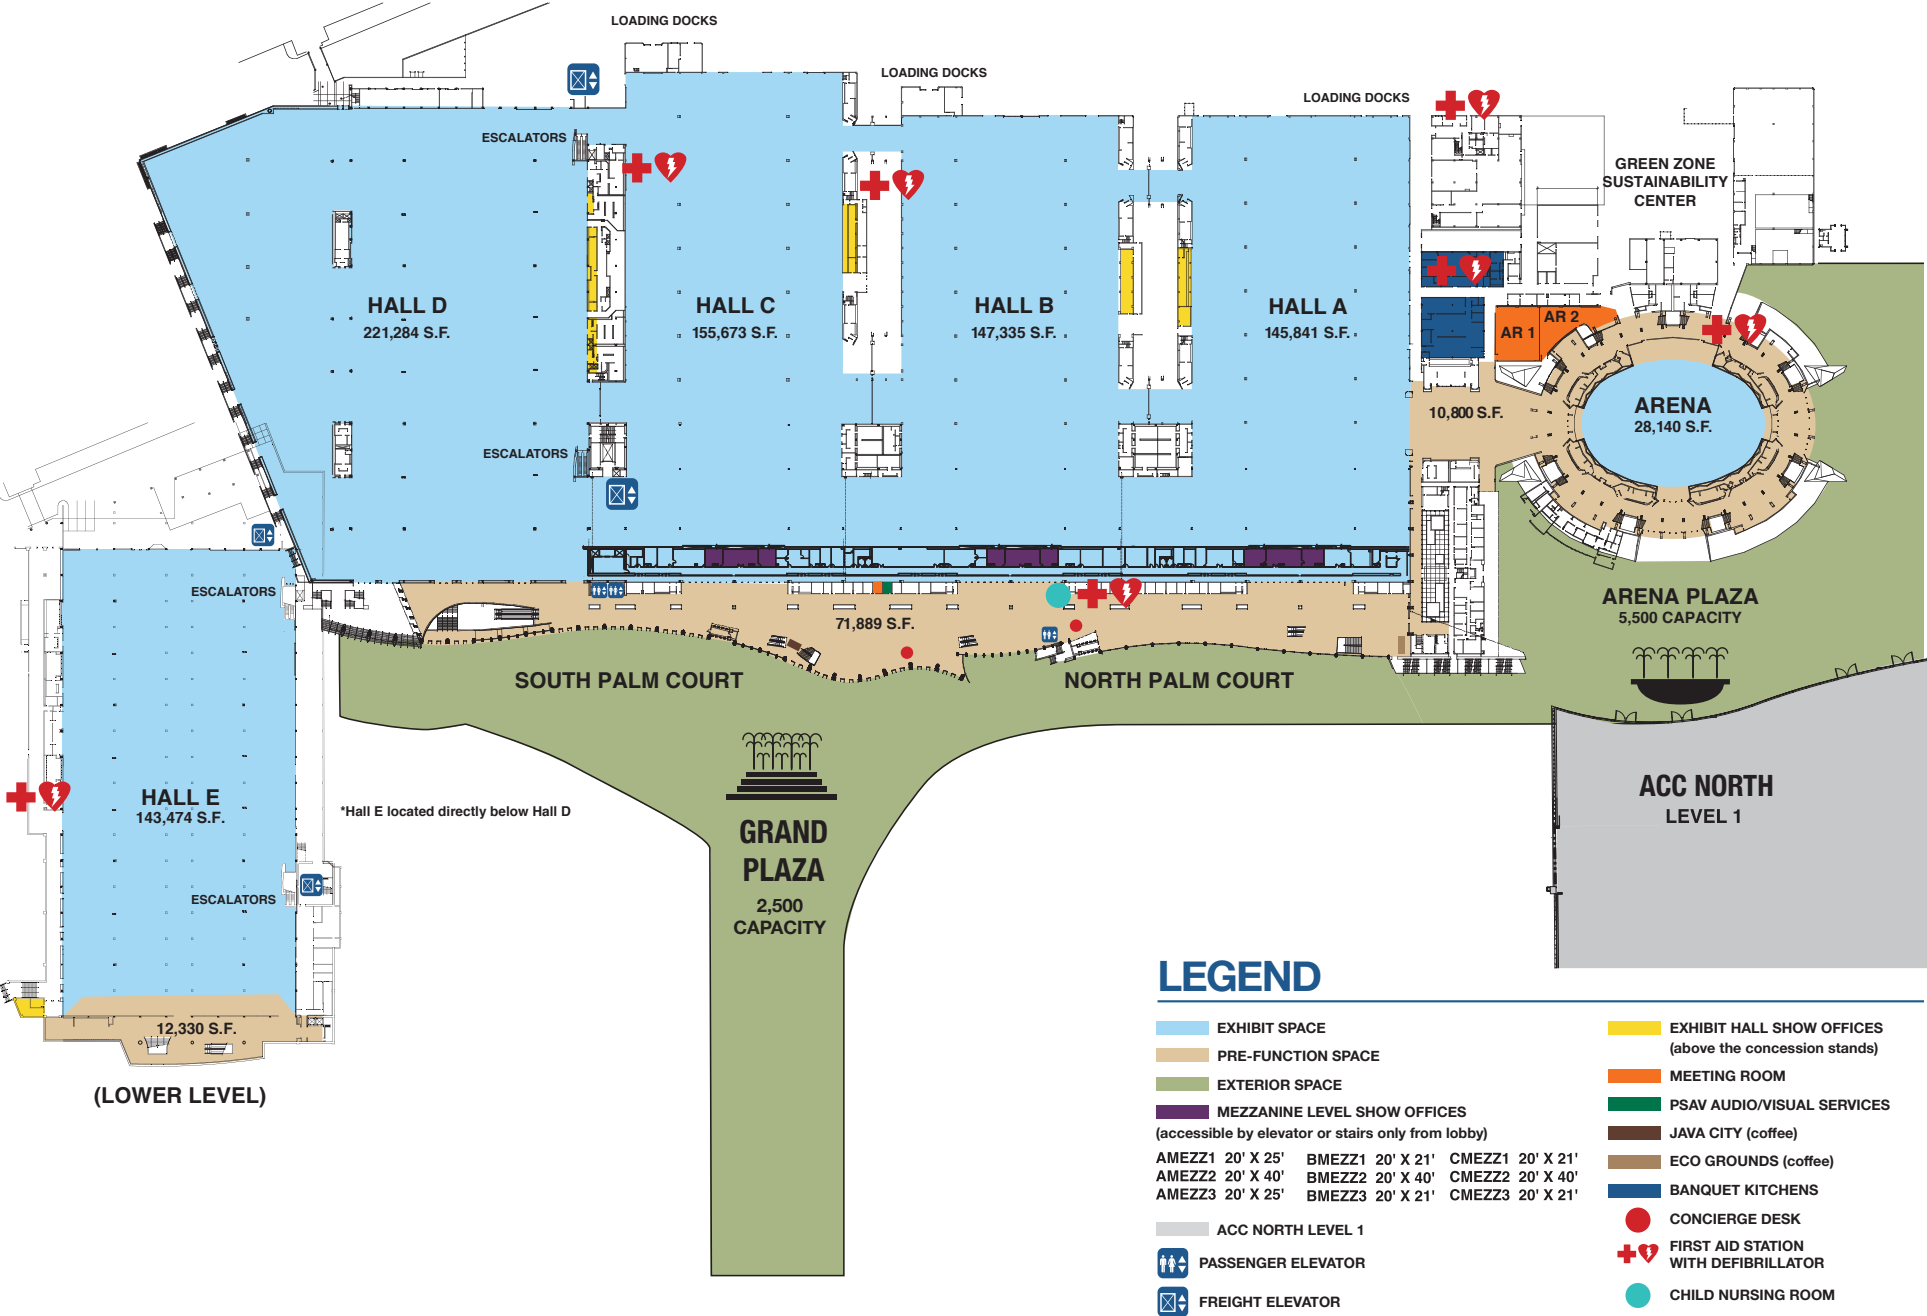 LOADING DOCKS
LOADING DOCKS
LOADING DOCKS
ESCALATORS
GREEN ZONE
SUSTAINABILITY
CENTER
HALL D
221,284 S.F.
HALL C
155,673 S.F.
HALL B
147,335 S.F.
HALL A
145,841 S.F.
AR 1
AR 2
10,800 S.F.
ARENA
28,140 S.F.
ESCALATORS
ESCALATORS
71,889 S.F.
ARENA PLAZA
5,500 CAPACITY
SOUTH PALM COURT
NORTH PALM COURT
HALL E
143,474 S.F.
*Hall E located directly below Hall D
GRAND
PLAZA
2,500
CAPACITY
ACC NORTH
LEVEL 1
ESCALATORS
12,330 S.F.
(LOWER LEVEL)
LEGEND
EXHIBIT SPACE
PRE-FUNCTION SPACE
EXTERIOR SPACE
MEZZANINE LEVEL SHOW OFFICES
(accessible by elevator or stairs only from lobby)
AMEZZ1 20' X 25' BMEZZ1 20' X 21' CMEZZ1 20' X 21'
AMEZZ2 20' X 40' BMEZZ2 20' X 40' CMEZZ2 20' X 40'
AMEZZ3 20' X 25' BMEZZ3 20' X 21' CMEZZ3 20' X 21'
ACC NORTH LEVEL 1
PASSENGER ELEVATOR
FREIGHT ELEVATOR
EXHIBIT HALL SHOW OFFICES
(above the concession stands)
MEETING ROOM
PSAV AUDIO/VISUAL SERVICES
JAVA CITY (coffee)
ECO GROUNDS (coffee)
BANQUET KITCHENS
CONCIERGE DESK
FIRST AID STATION
WITH DEFIBRILLATOR
CHILD NURSING ROOM